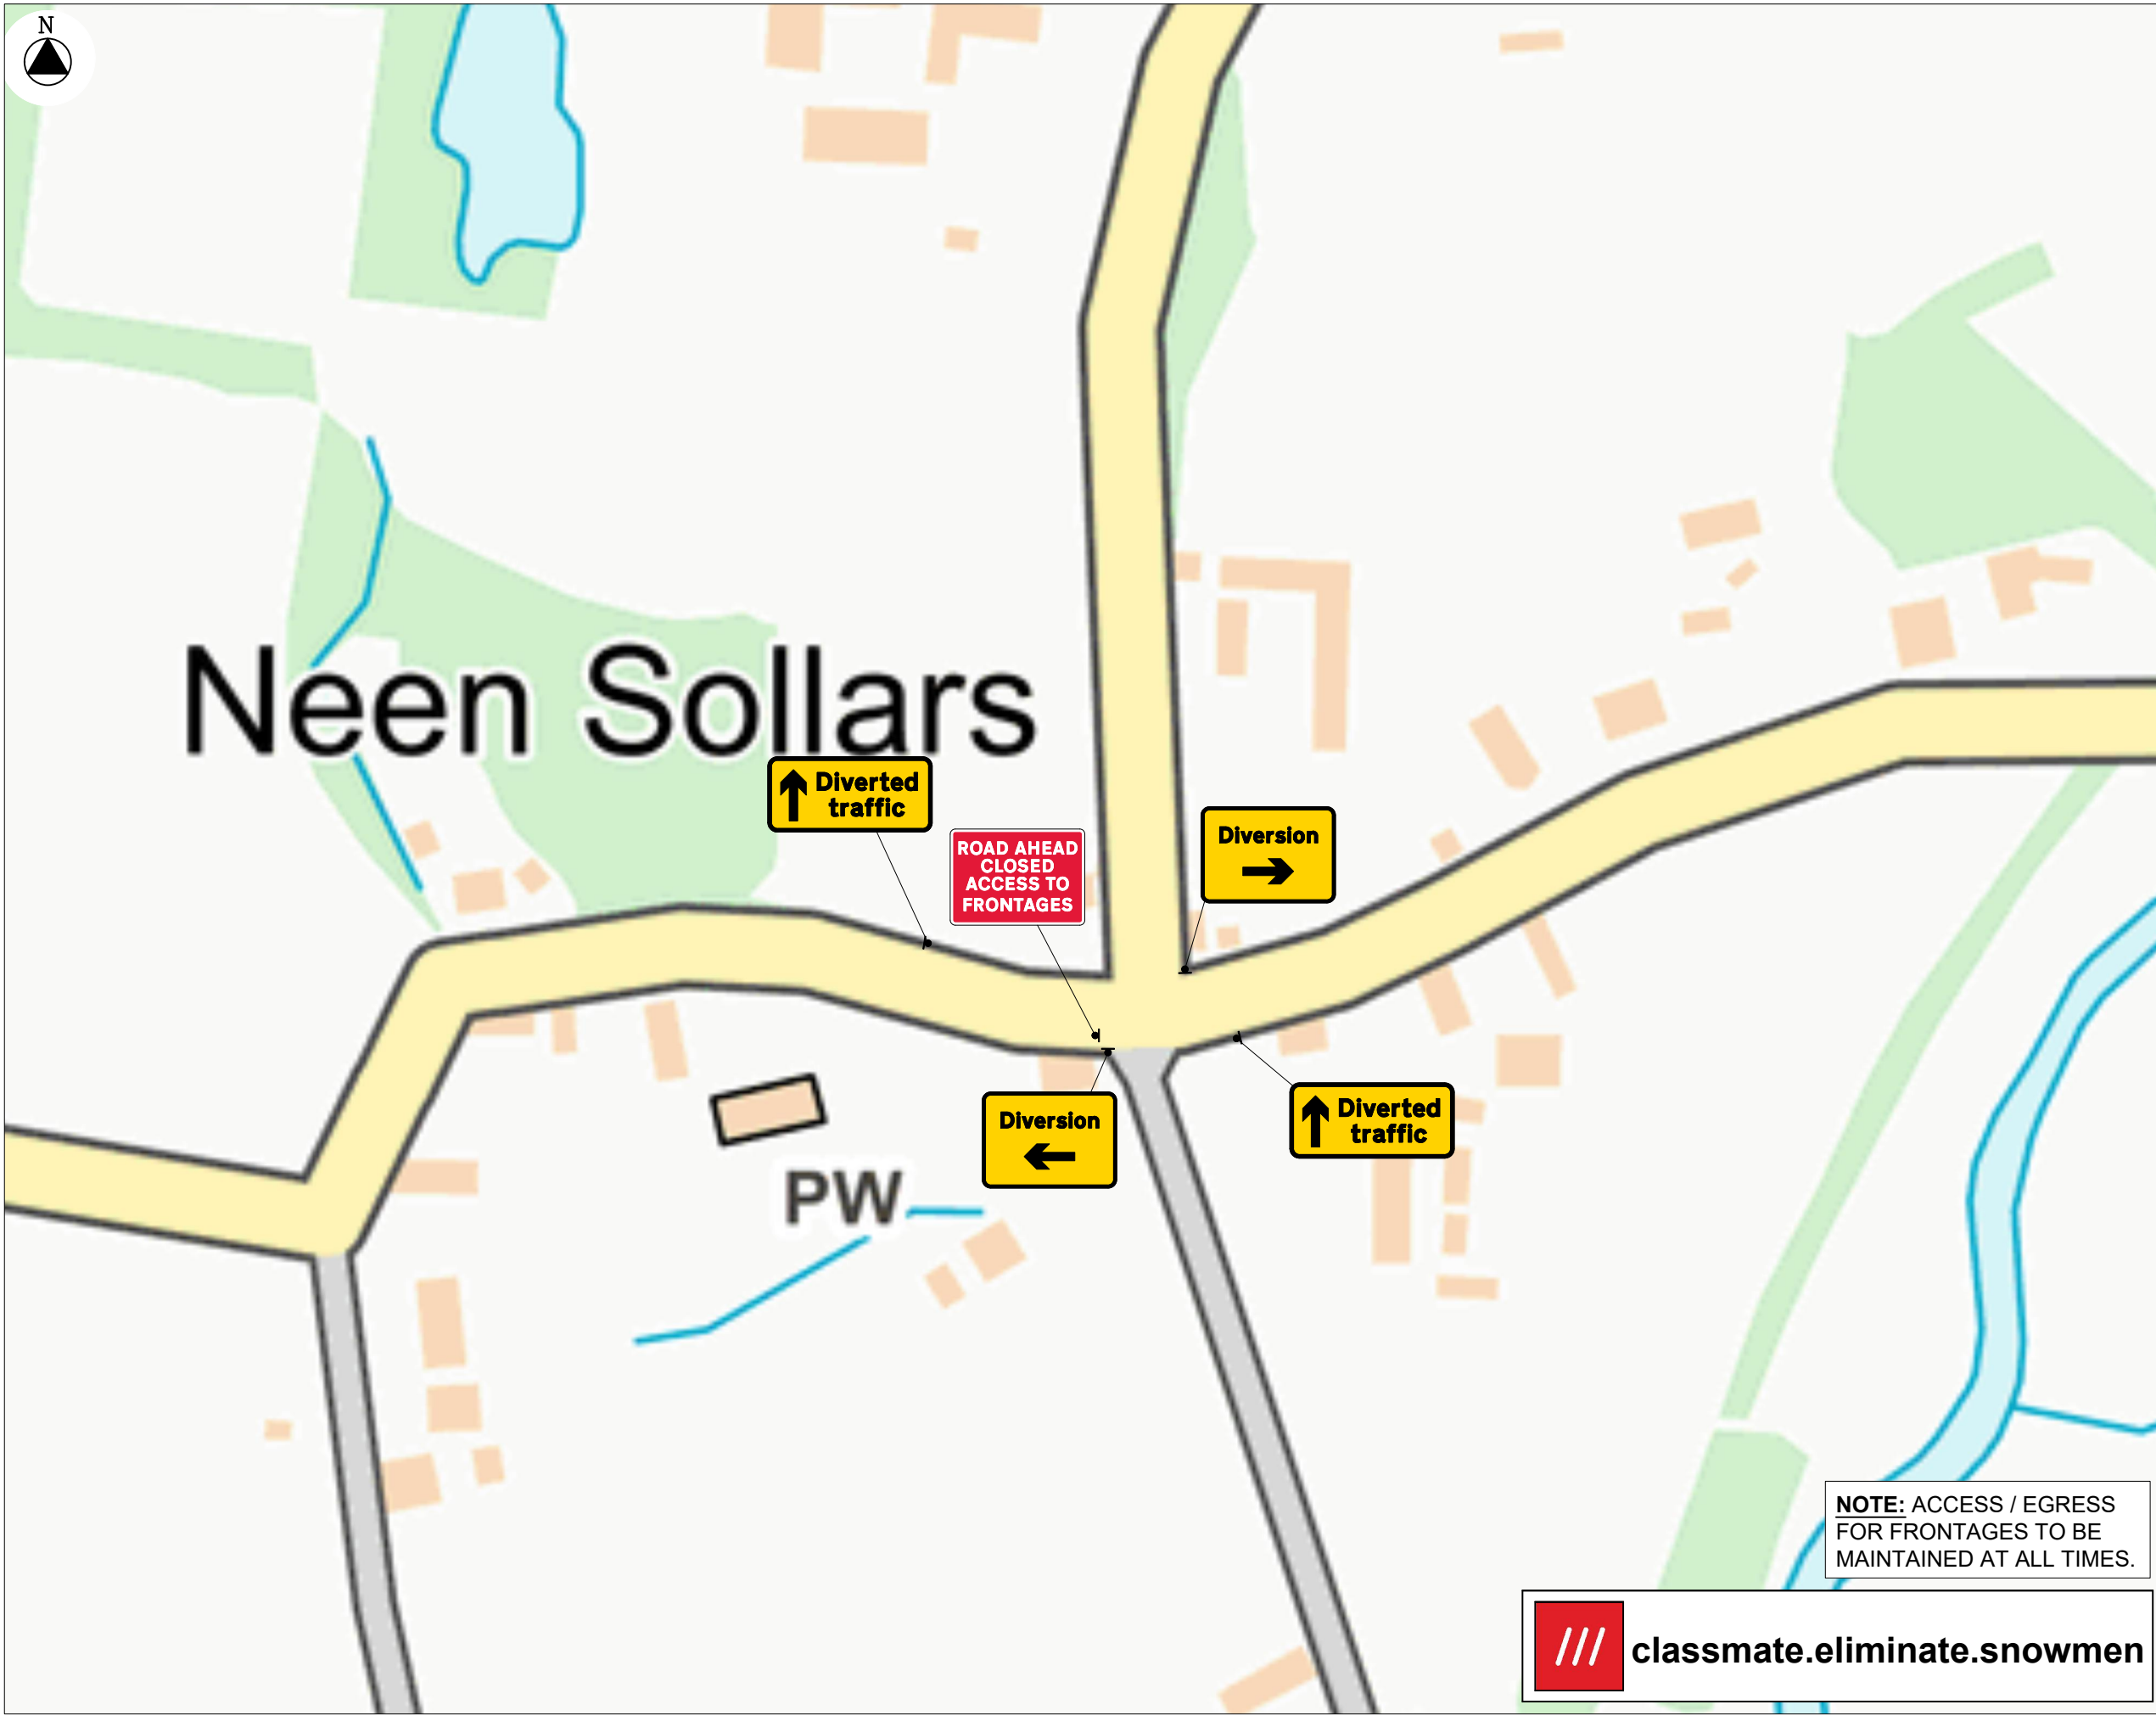 N
Neen Sollars
Diverted
traffic
ROAD AHEAD
CLOSED
ACCESS TO
FRONTAGES
Diversion
Diversion
Diverted
traffic
PW
NOTE: ACCESS / EGRESS
FOR FRONTAGES TO BE
MAINTAINED AT ALL TIMES.
/// classmate.eliminate.snowmen